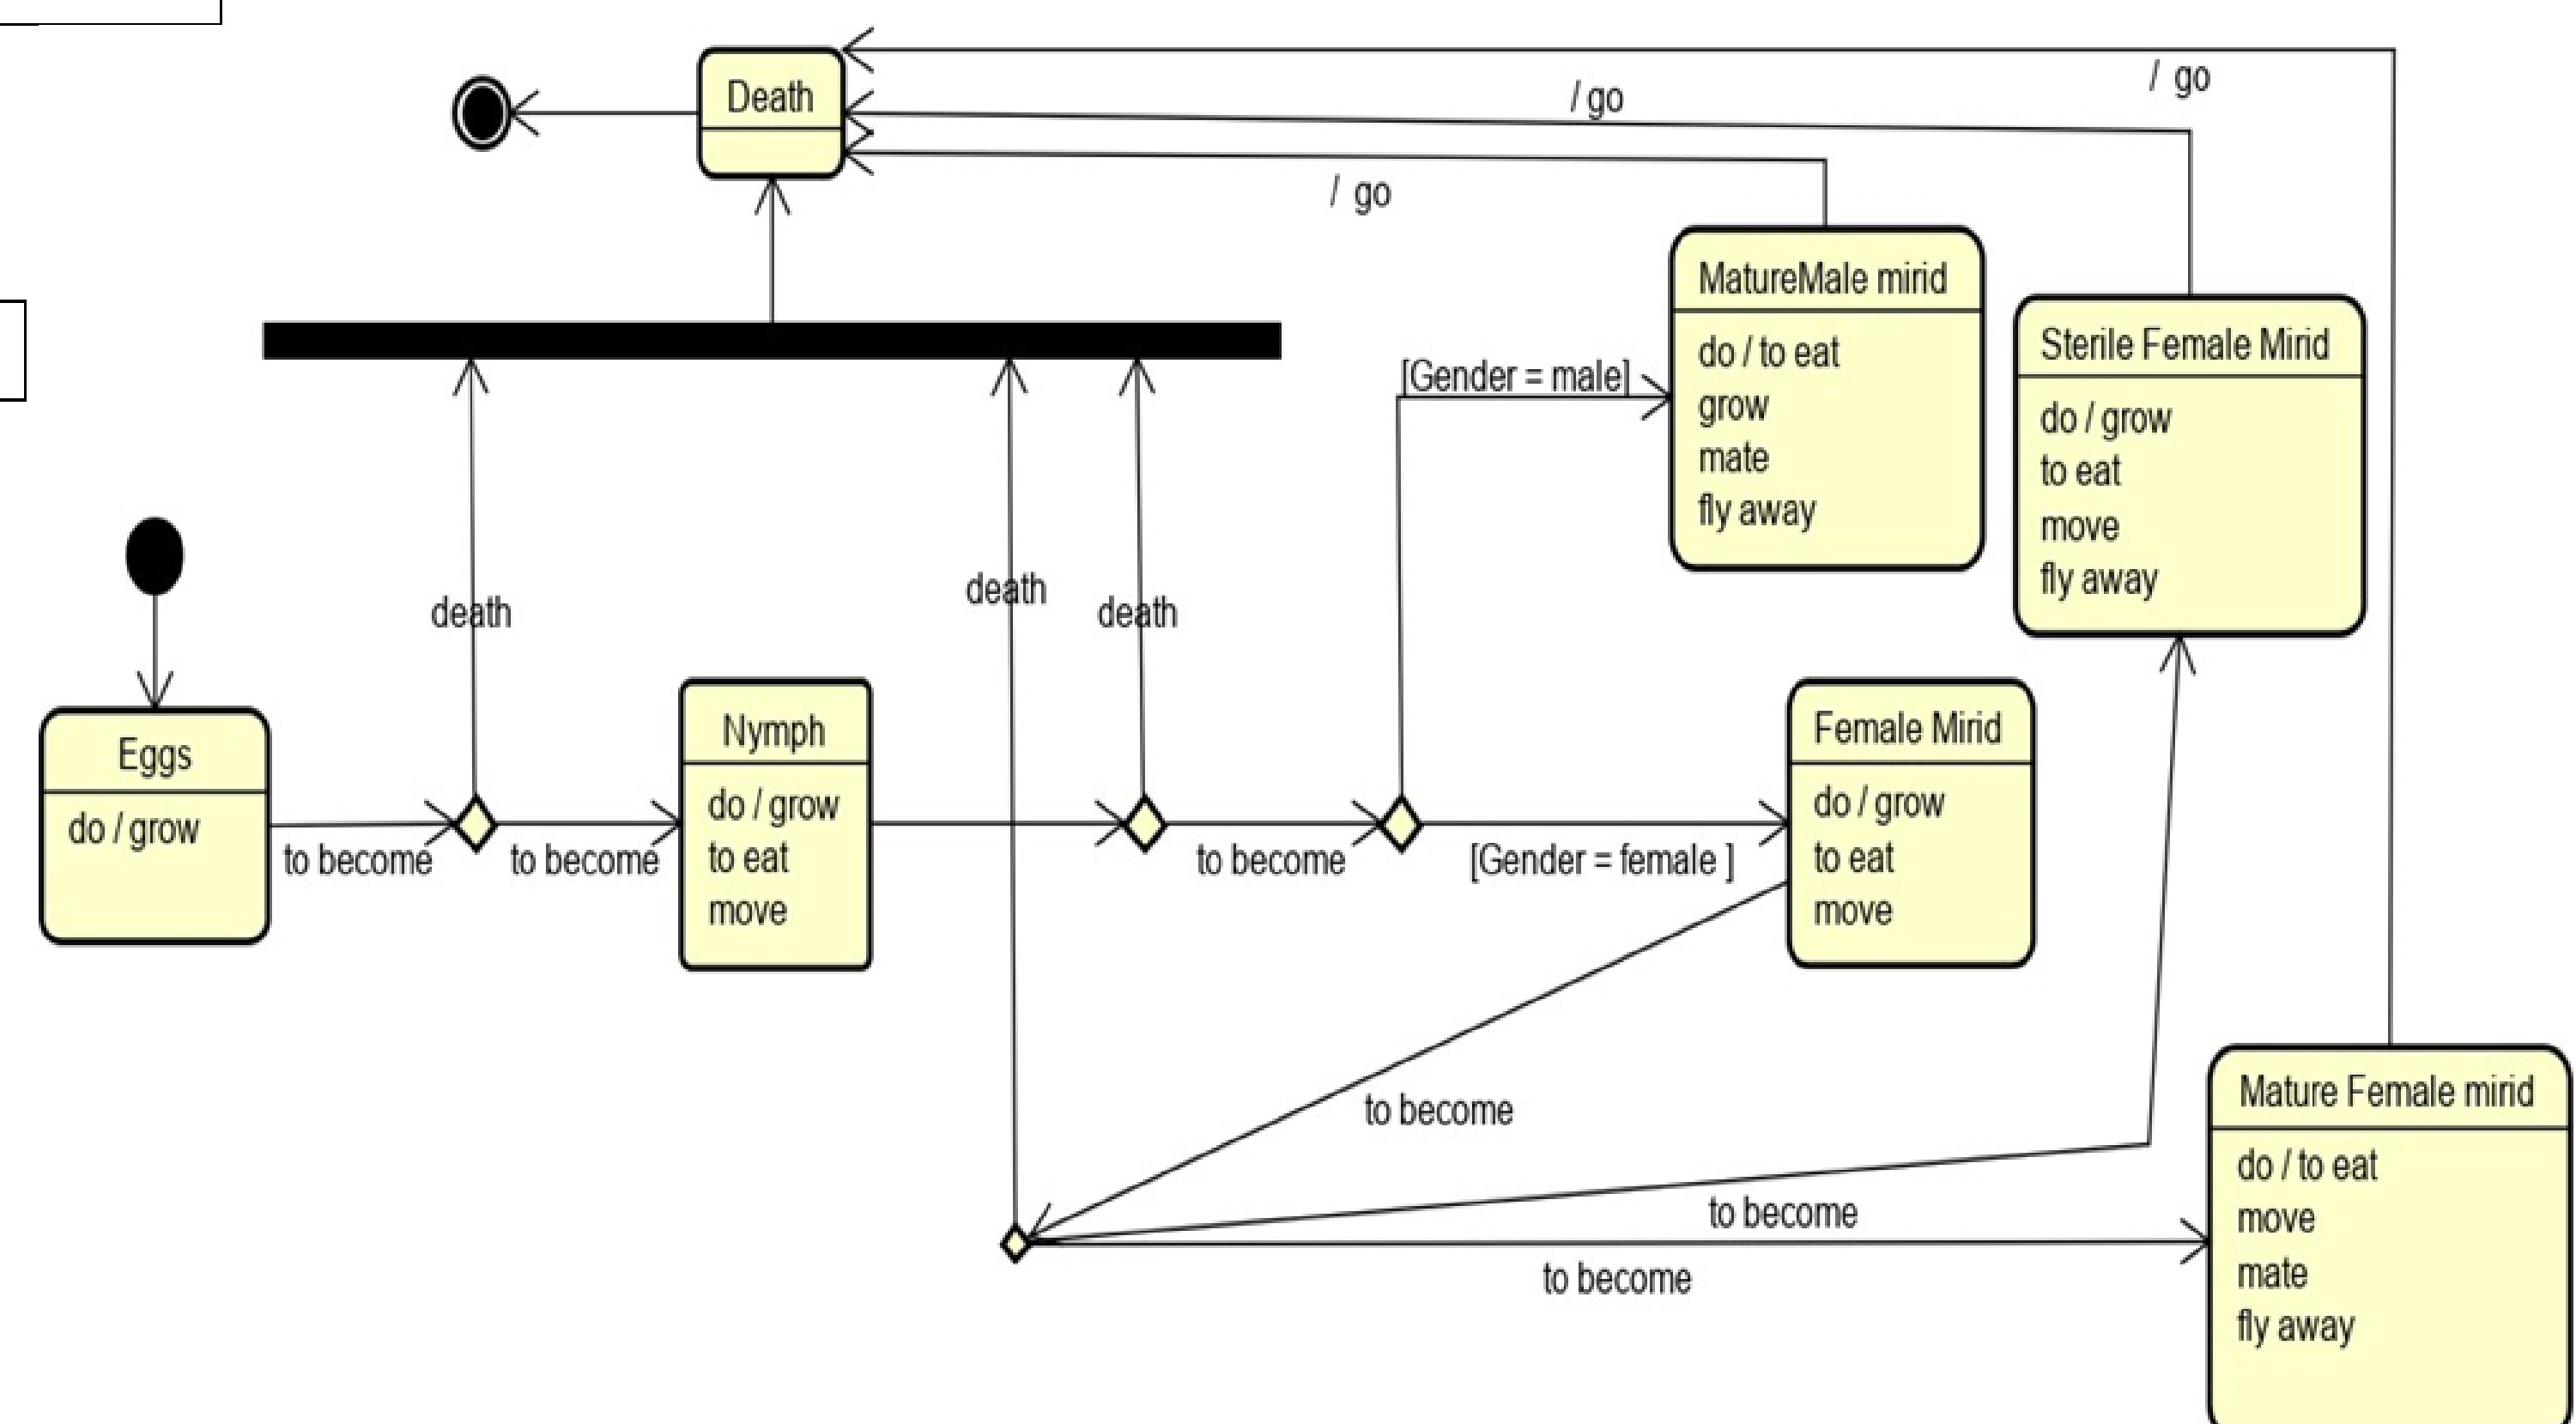 Death
/ go
/ go
/ go
MatureMale mirid
do / to eat
grow
mate
fly away
Sterile Female Mirid
do / grow
to eat
move
fly away
[Gender = male]
death
death
death
Eggs
do / grow
to become
to become
Nymph
do / grow
to eat
move
to become
[Gender = female ]
Female Mirid
do / grow
to eat
move
to become
to become
to become
Mature Female mirid
do / to eat
move
mate
fly away